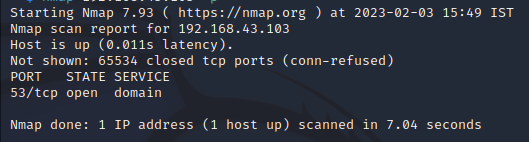 Starting Nmap 7.93 ( https://nmap.org ) at 2023-02-03 15:49 IST
Nmap scan report for 192.168.43.103
Host is up (0.011s latency).
Not shown: 65534 closed tcp ports (conn-refused)
PORT   STATE SERVICE
53/tcp open  domain
Nmap done: 1 IP address (1 host up) scanned in 7.04 seconds